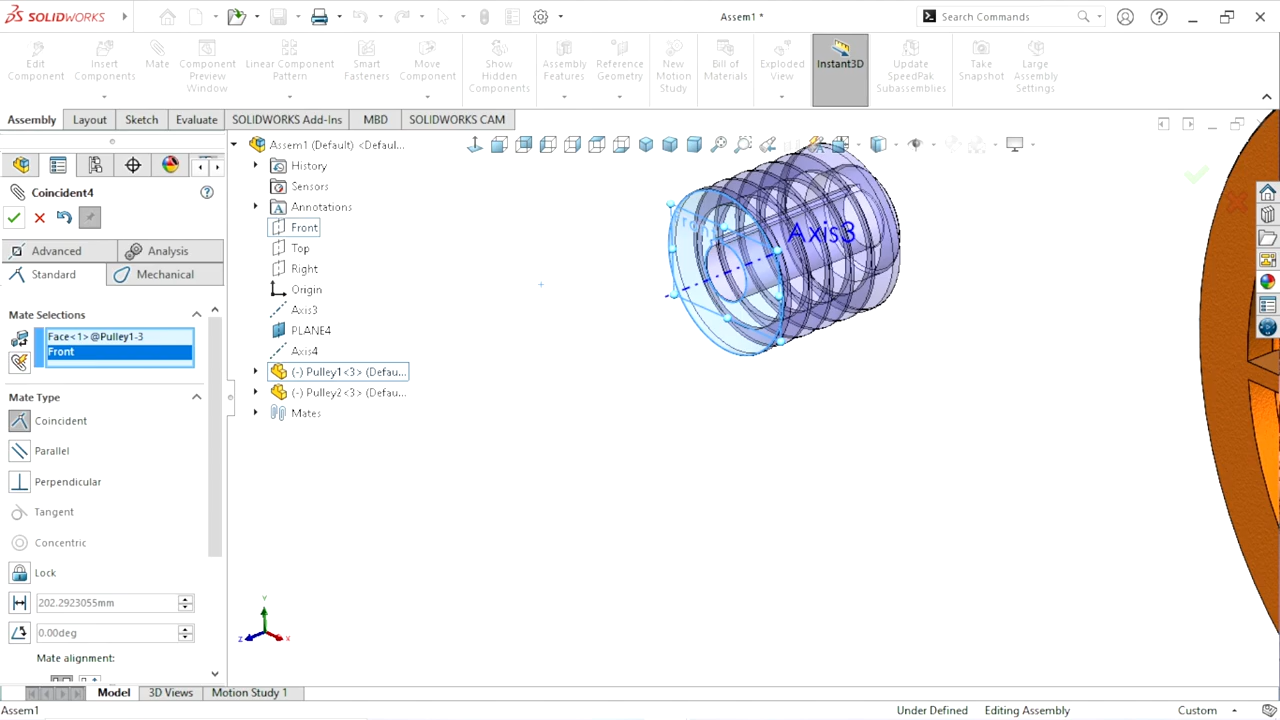 SOLIDWORKS
Assem1 *
Search Commands
Edit Component
Insert Components
Mate
Component Preview Window
Linear Component Pattern
Smart Fasteners
Move Component
Show Hidden Components
Assembly Features
Reference Geometry
New Motion Study
Bill of Materials
Exploded View
Instant3D
Update SpeedPak Subassemblies
Take Snapshot
Large Assembly Settings
Assembly
Layout
Sketch
Evaluate
SOLIDWORKS Add-Ins
MBD
SOLIDWORKS CAM
Coincident4
Advanced
Analysis
Standard
Mechanical
Mate Selections
Face<1>@Pulley1-3
Front
Mate Type
Coincident
Parallel
Perpendicular
Tangent
Concentric
Lock
202.2923055mm
0.00deg
Mate alignment:
Assem1 (Default) <Defaul...
History
Sensors
Annotations
Front
Top
Right
Origin
Axis3
PLANE4
Axis4
(-) Pulley1<3> (Defau...
(-) Pulley2<3> (Defau...
Mates
Front
Axis3
Y
Z
X
Model
3D Views
Motion Study 1
Assem1
Under Defined
Editing Assembly
Custom